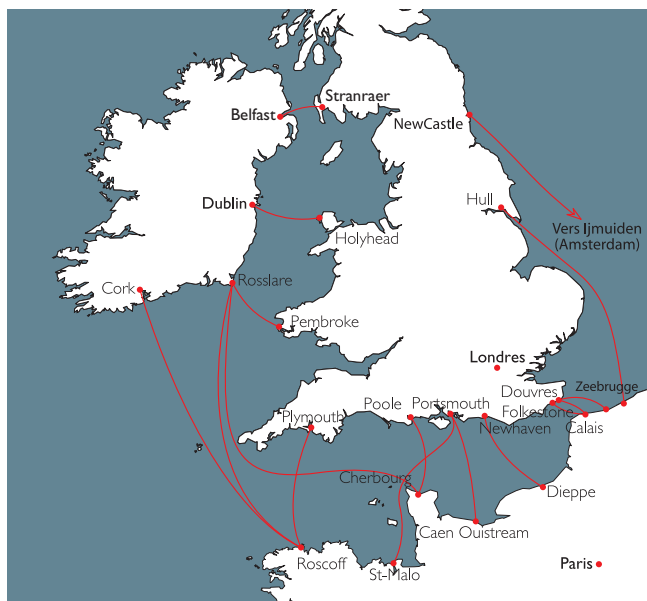 Stranraer
Belfast
NewCastle
Hull
Dublin
Vers Ijmuiden
(Amsterdam)
Holyhead
Cork
Rosslare
Pembroke
Londres
Douvres
Zeebrugge
Poole
Portsmouth
Plymouth
Folkestone
Newhaven
Calais
Cherbourg
Dieppe
Caen Ouistream
Roscoff
St-Malo
Paris